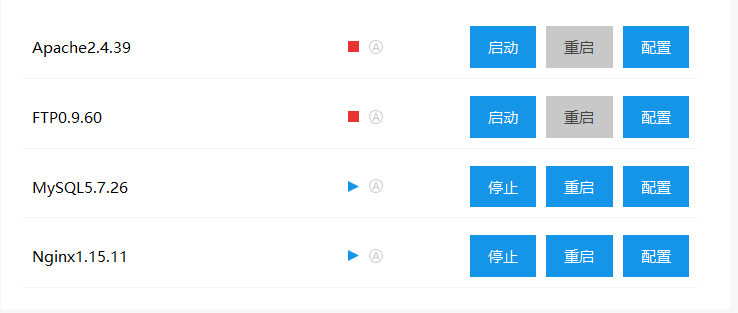 Apache2.4.39 Ⓐ 启动 重启 配置
FTP0.9.60 Ⓐ 启动 重启 配置
MySQL5.7.26 Ⓐ 停止 重启 配置
Nginx1.15.11 Ⓐ 停止 重启 配置